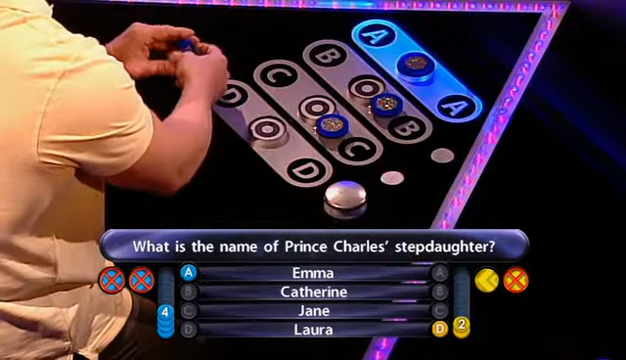 A
B
A
C
D
B
C
D
What is the name of Prince Charles' stepdaughter?
A Emma A
B Catherine B
4 C Jane C 2
D Laura D